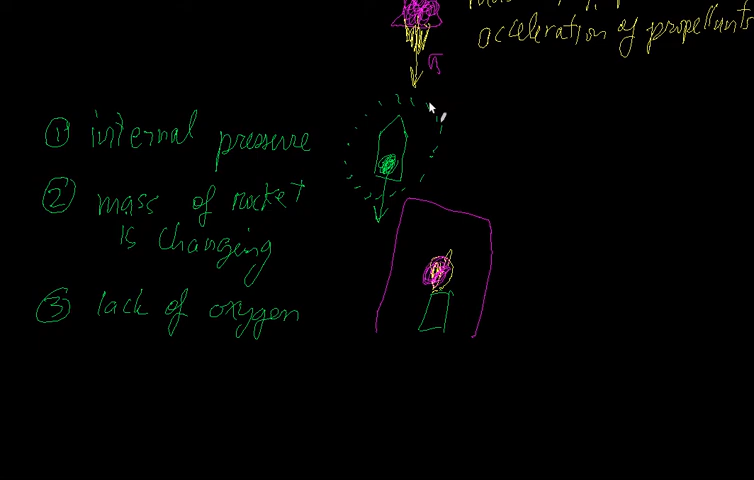 acceleration of propellants
① internal pressure
② mass of rocket
is changing
③ lack of oxygen